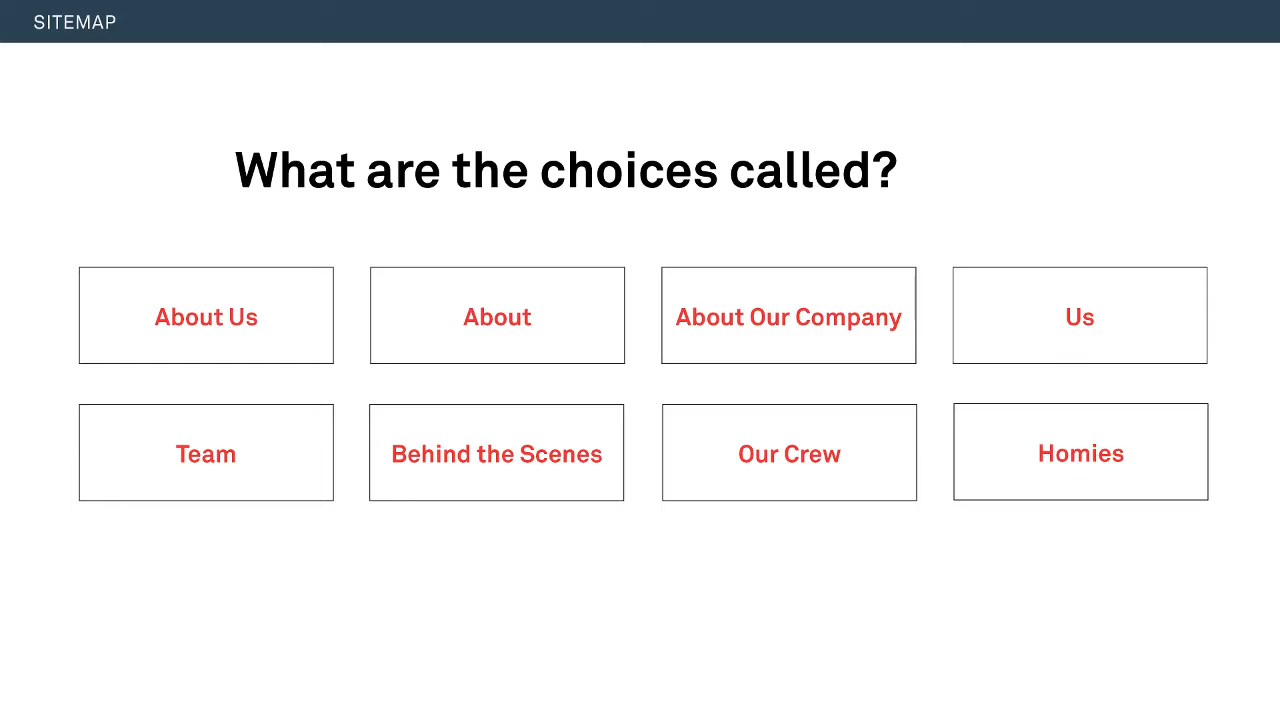 SITEMAP
What are the choices called?
About Us
About
About Our Company
Us
Team
Behind the Scenes
Our Crew
Homies